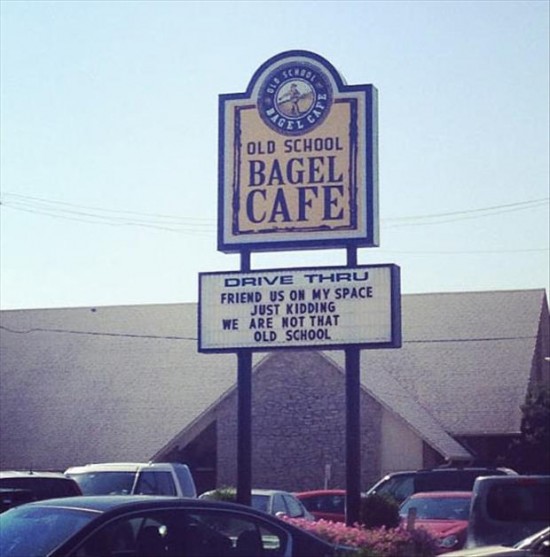 OLD SCHOOL
BAGEL CAFE
OLD SCHOOL
BAGEL
CAFE
DRIVE THRU
FRIEND US ON MY SPACE
JUST KIDDING
WE ARE NOT THAT
OLD SCHOOL